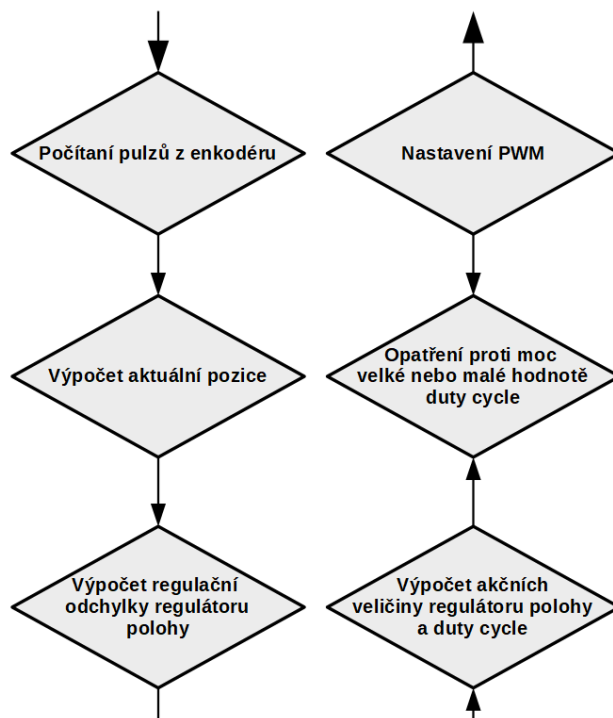 Počítaní pulzů z enkodéru
Výpočet aktuální pozice
Výpočet regulační
odchylky regulátoru
polohy
Nastavení PWM
Opatření proti moc
velké nebo malé hodnotě
duty cycle
Výpočet akčních
veličiny regulátoru polohy
a duty cycle